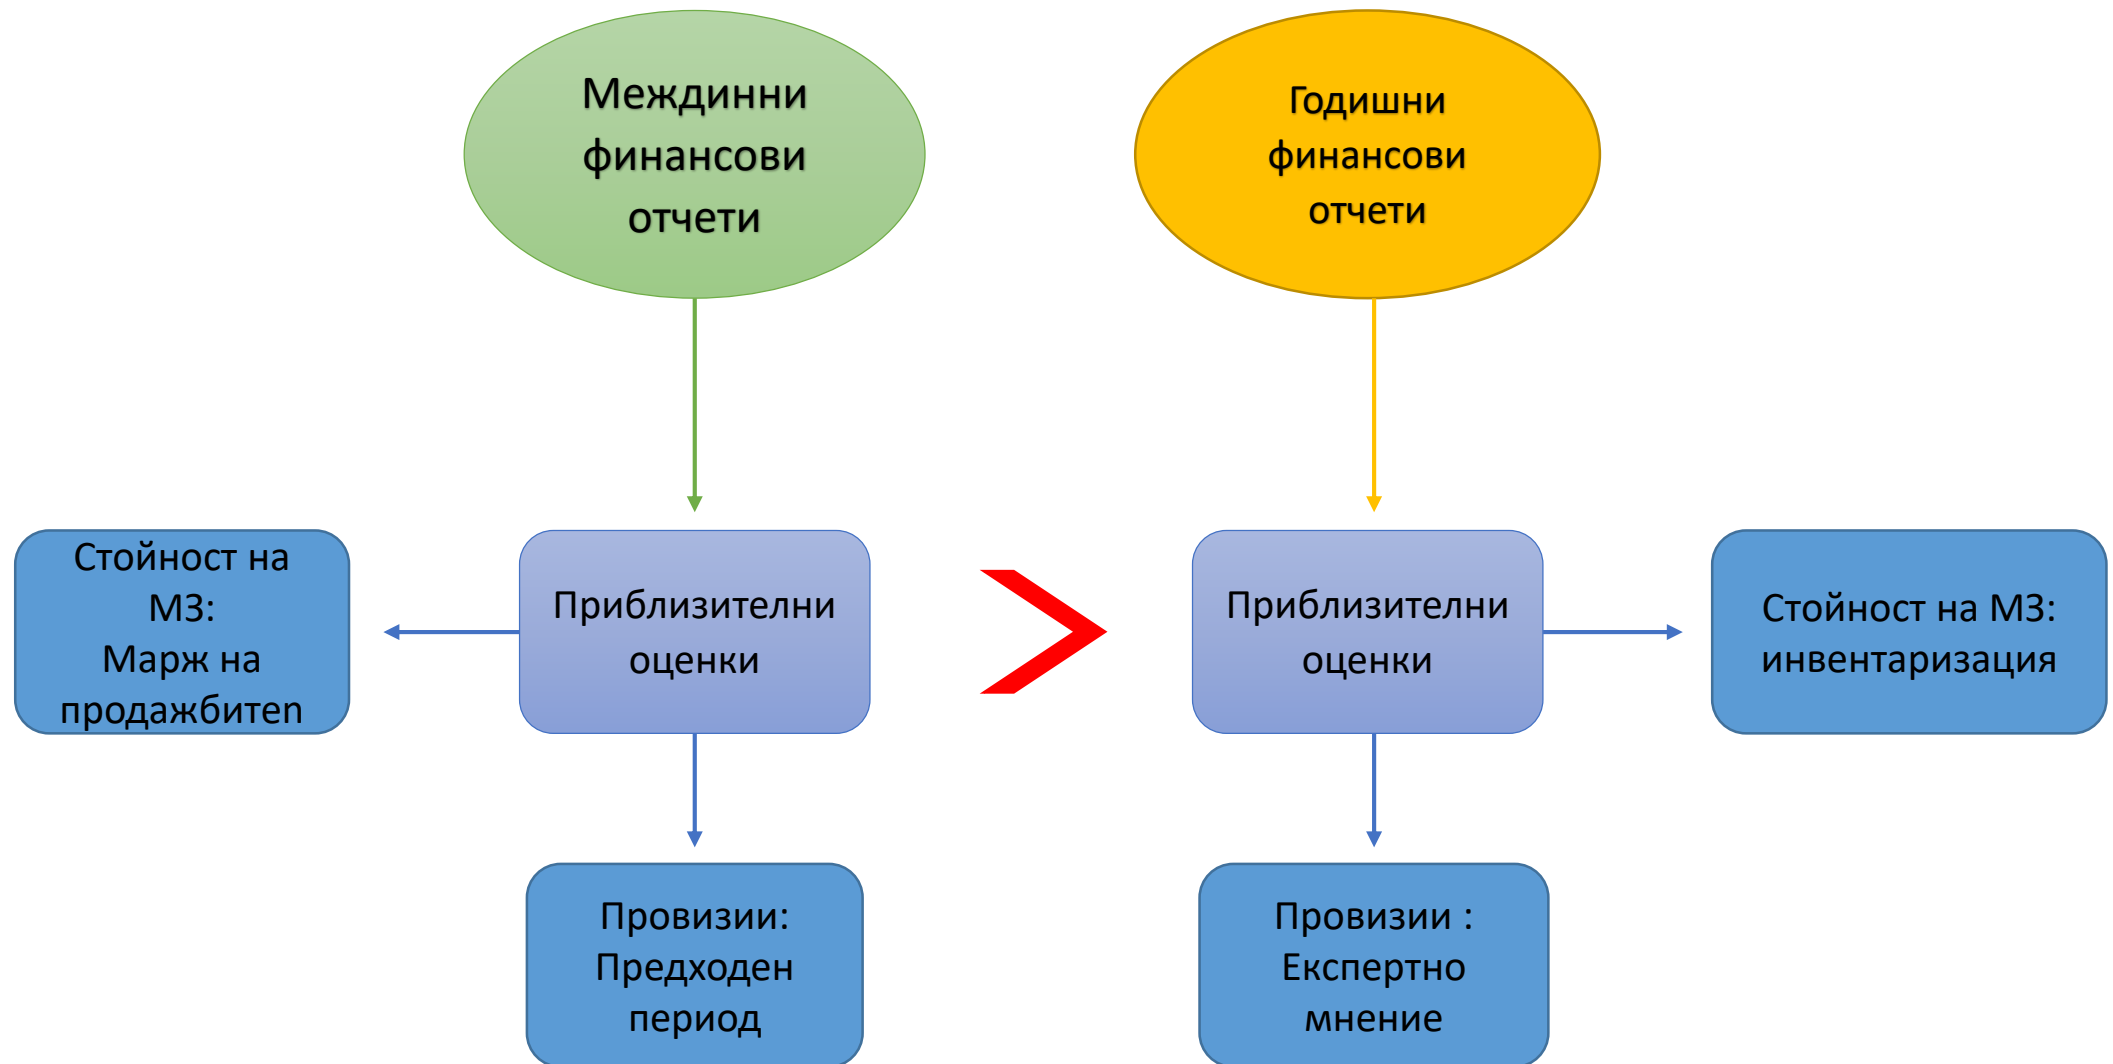 Междинни
финансови
отчети
Годишни
финансови
отчети
Стойност на
МЗ:
Марж на
продажбитеn
Приблизителни
оценки
Приблизителни
оценки
Стойност на МЗ:
инвентаризация
Провизии:
Предходен
период
Провизии :
Експертно
мнение